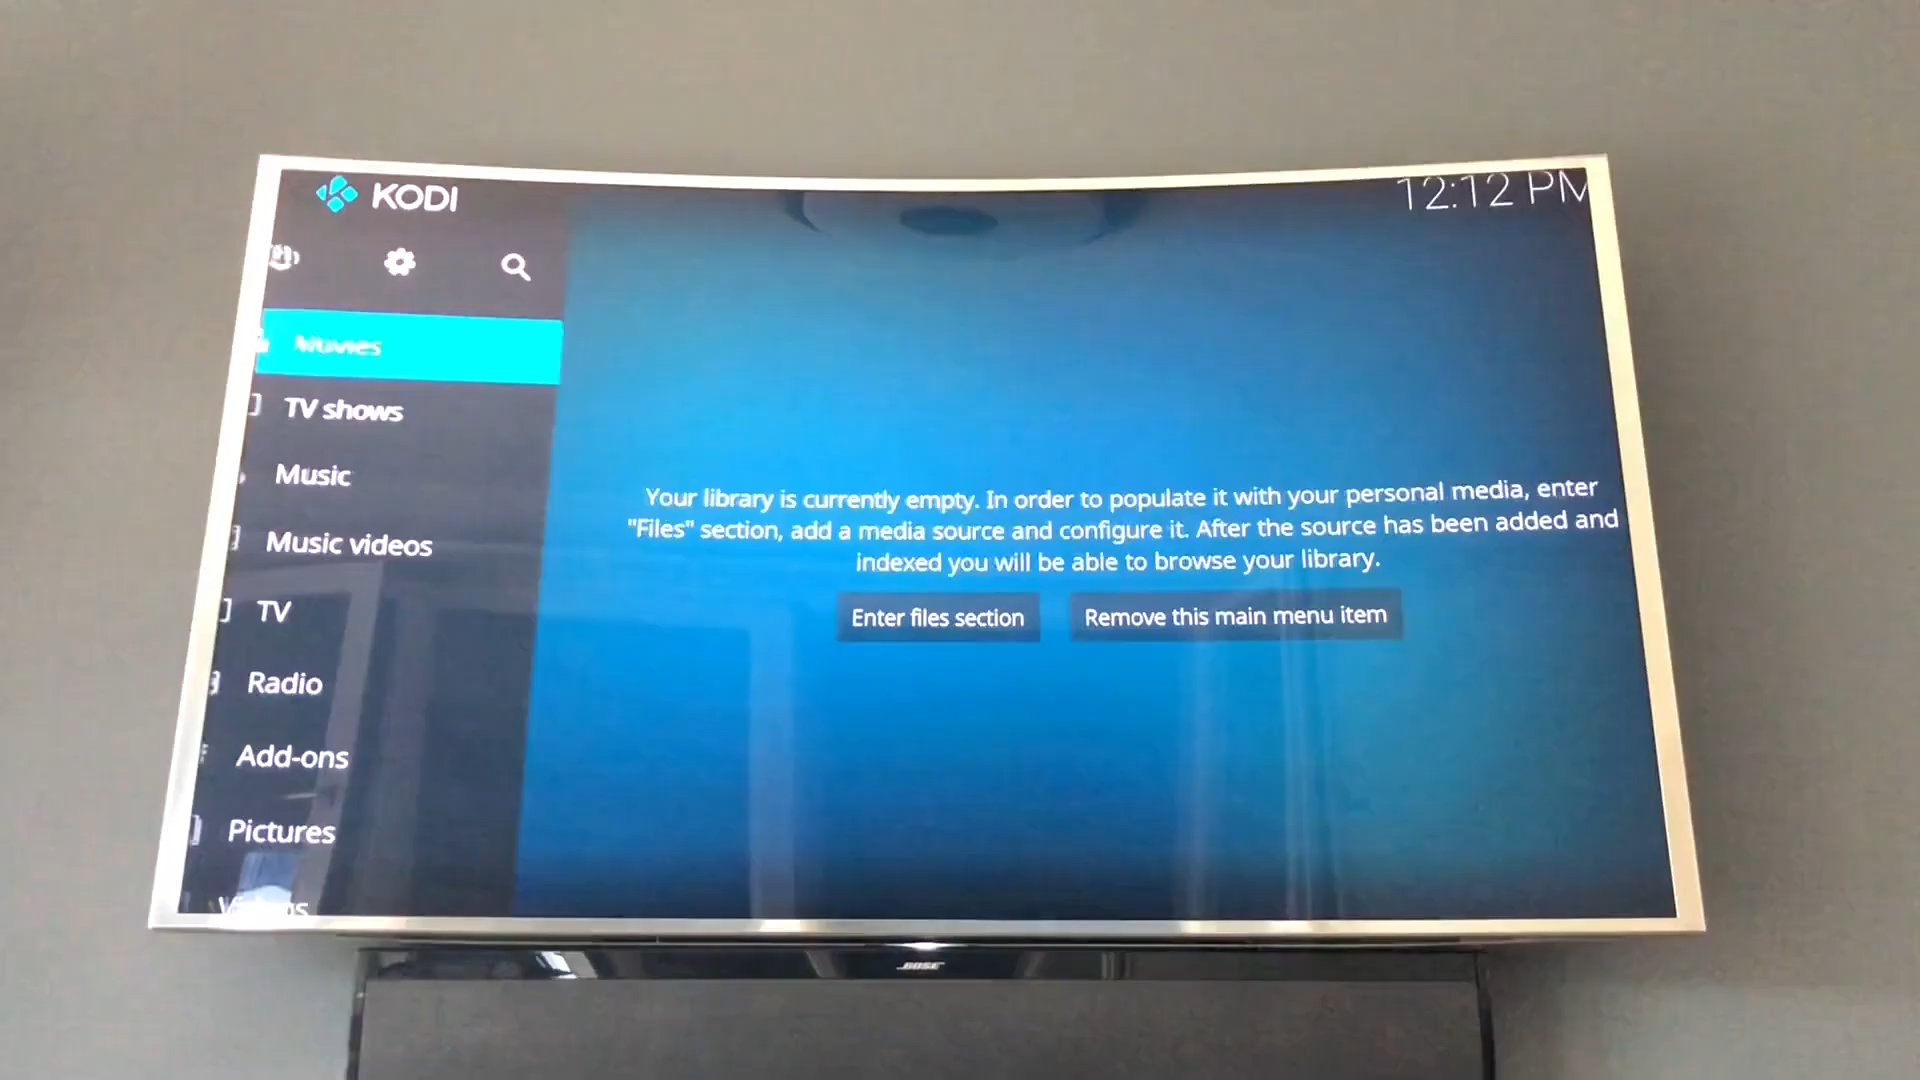 KODI
12:12 PM
Movies
TV shows
Music
Music videos
TV
Radio
Add-ons
Pictures
Your library is currently empty. In order to populate it with your personal media, enter
"Files" section, add a media source and configure it. After the source has been added and
indexed you will be able to browse your library.
Enter files section
Remove this main menu item
BOSE